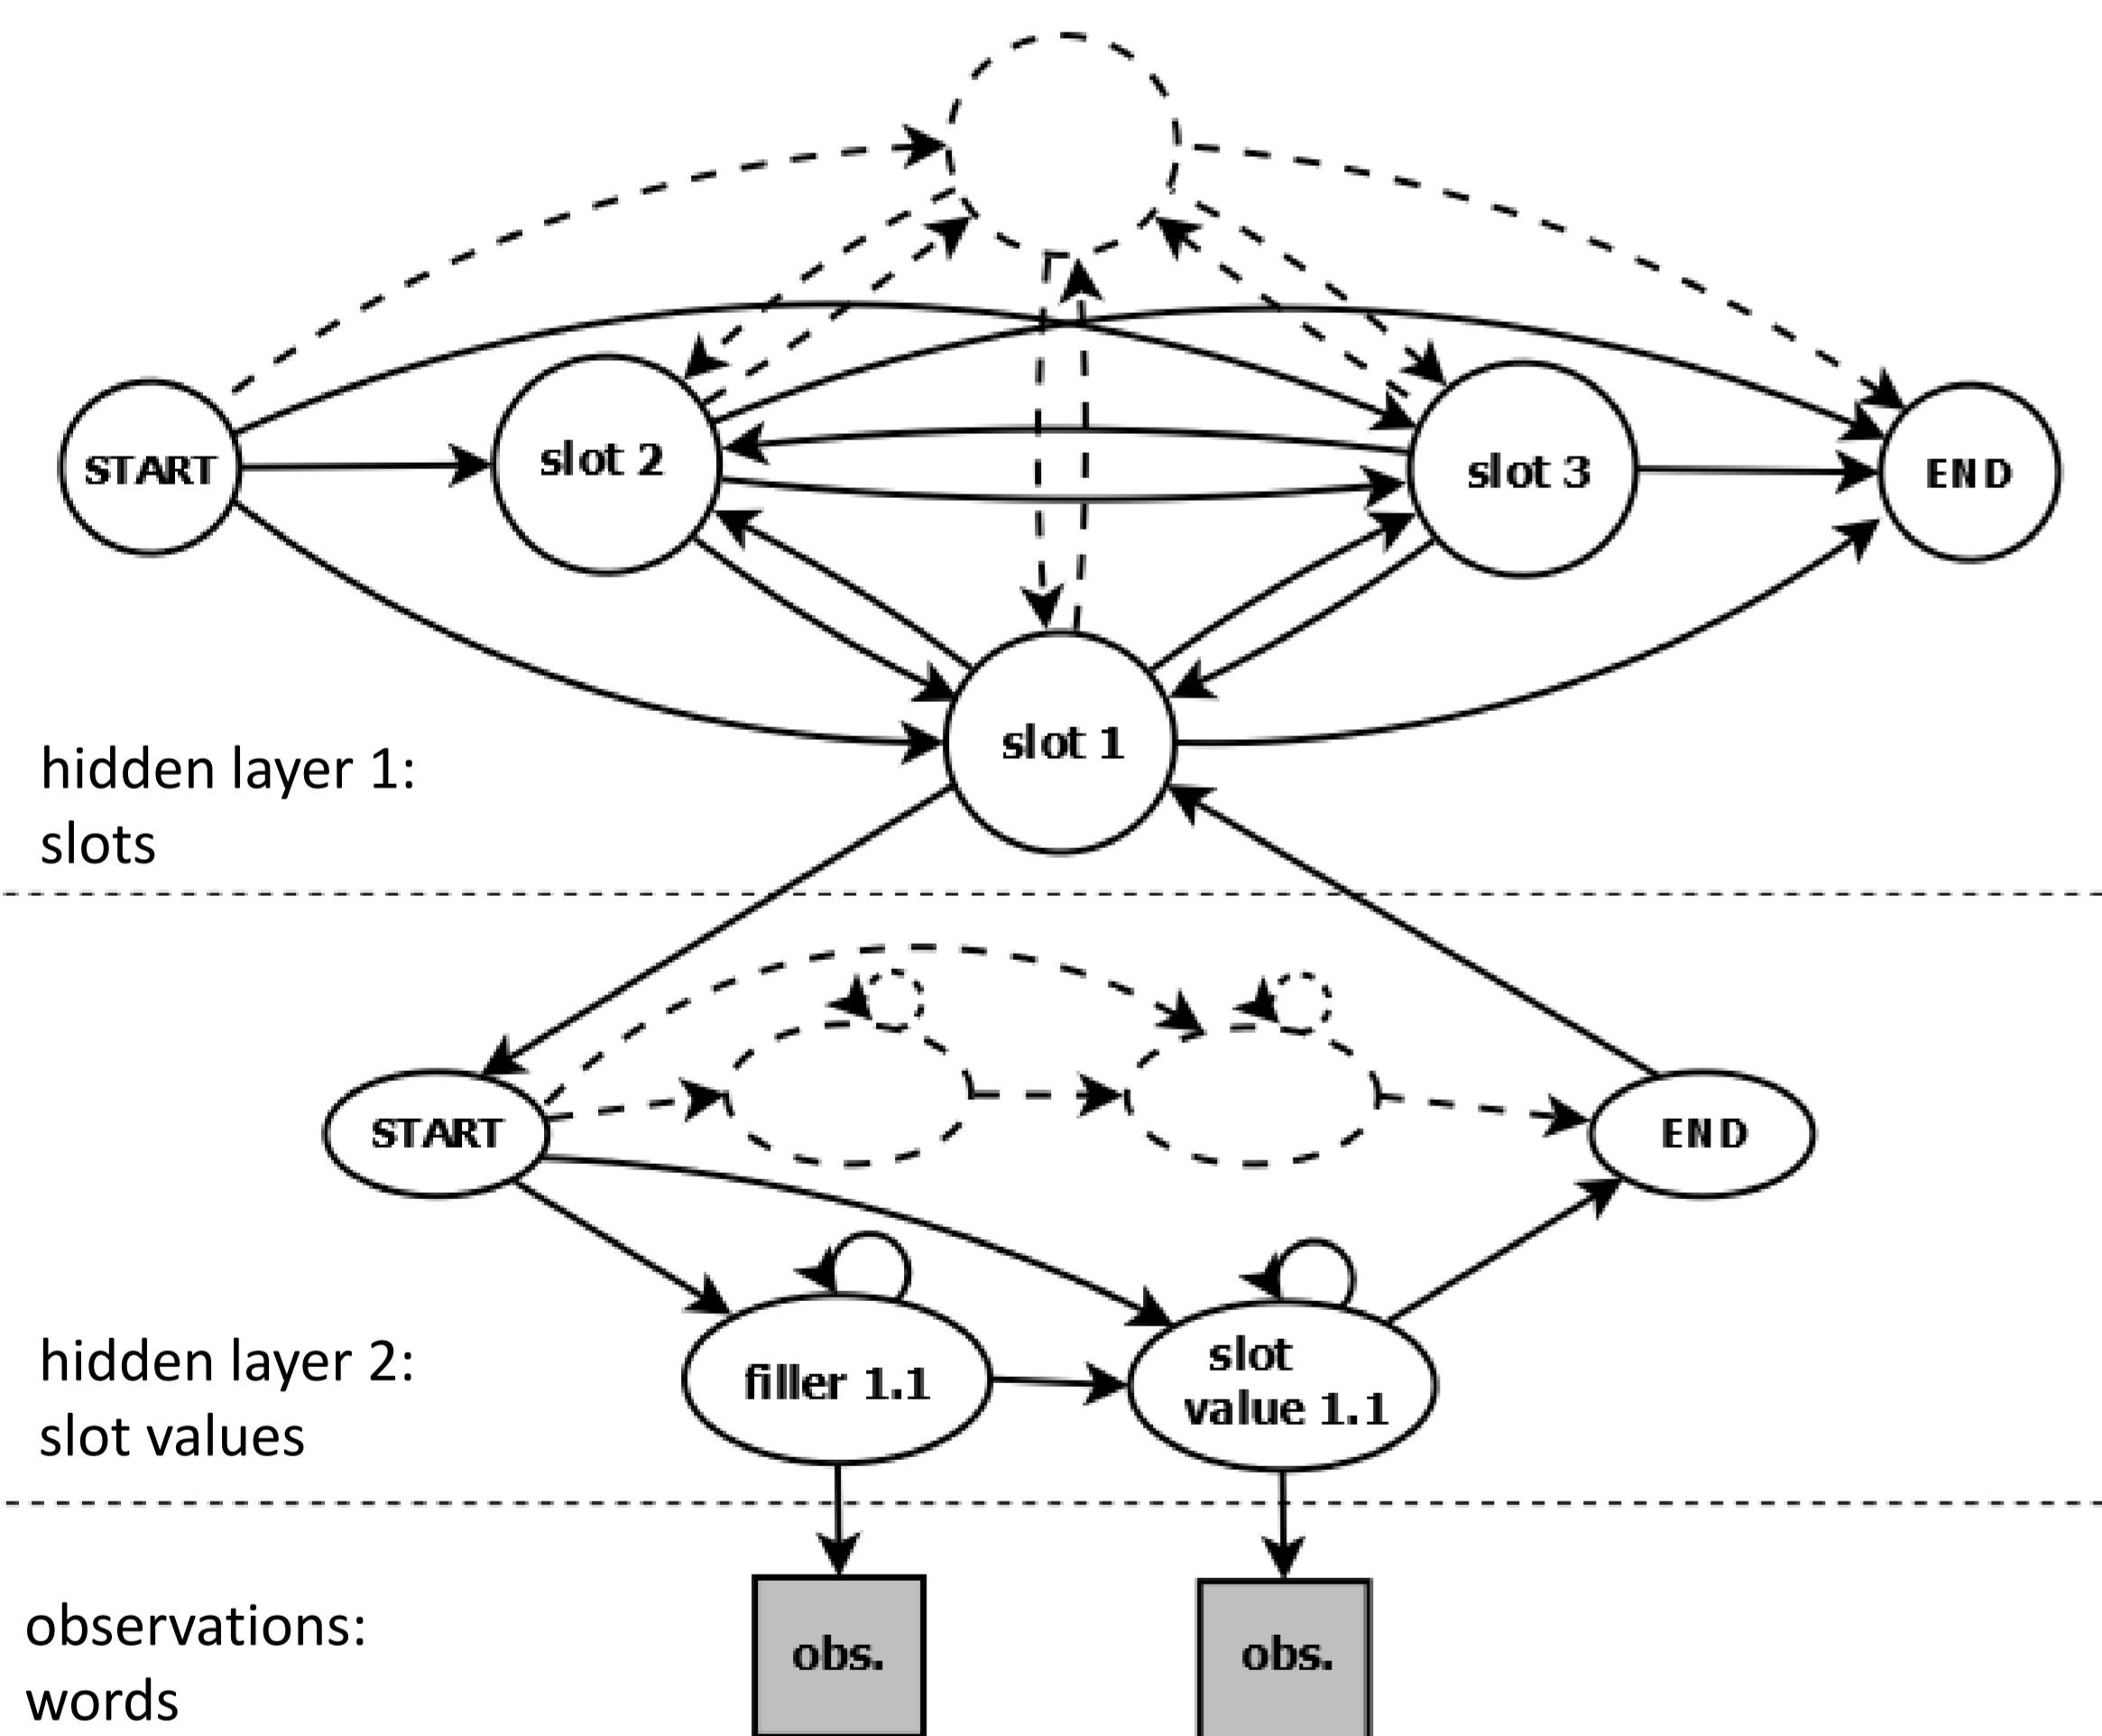 START
slot 2
slot 3
END
slot 1
hidden layer 1:
slots
START
END
hidden layer 2:
slot values
filler 1.1
slot
value 1.1
observations:
words
obs.
obs.